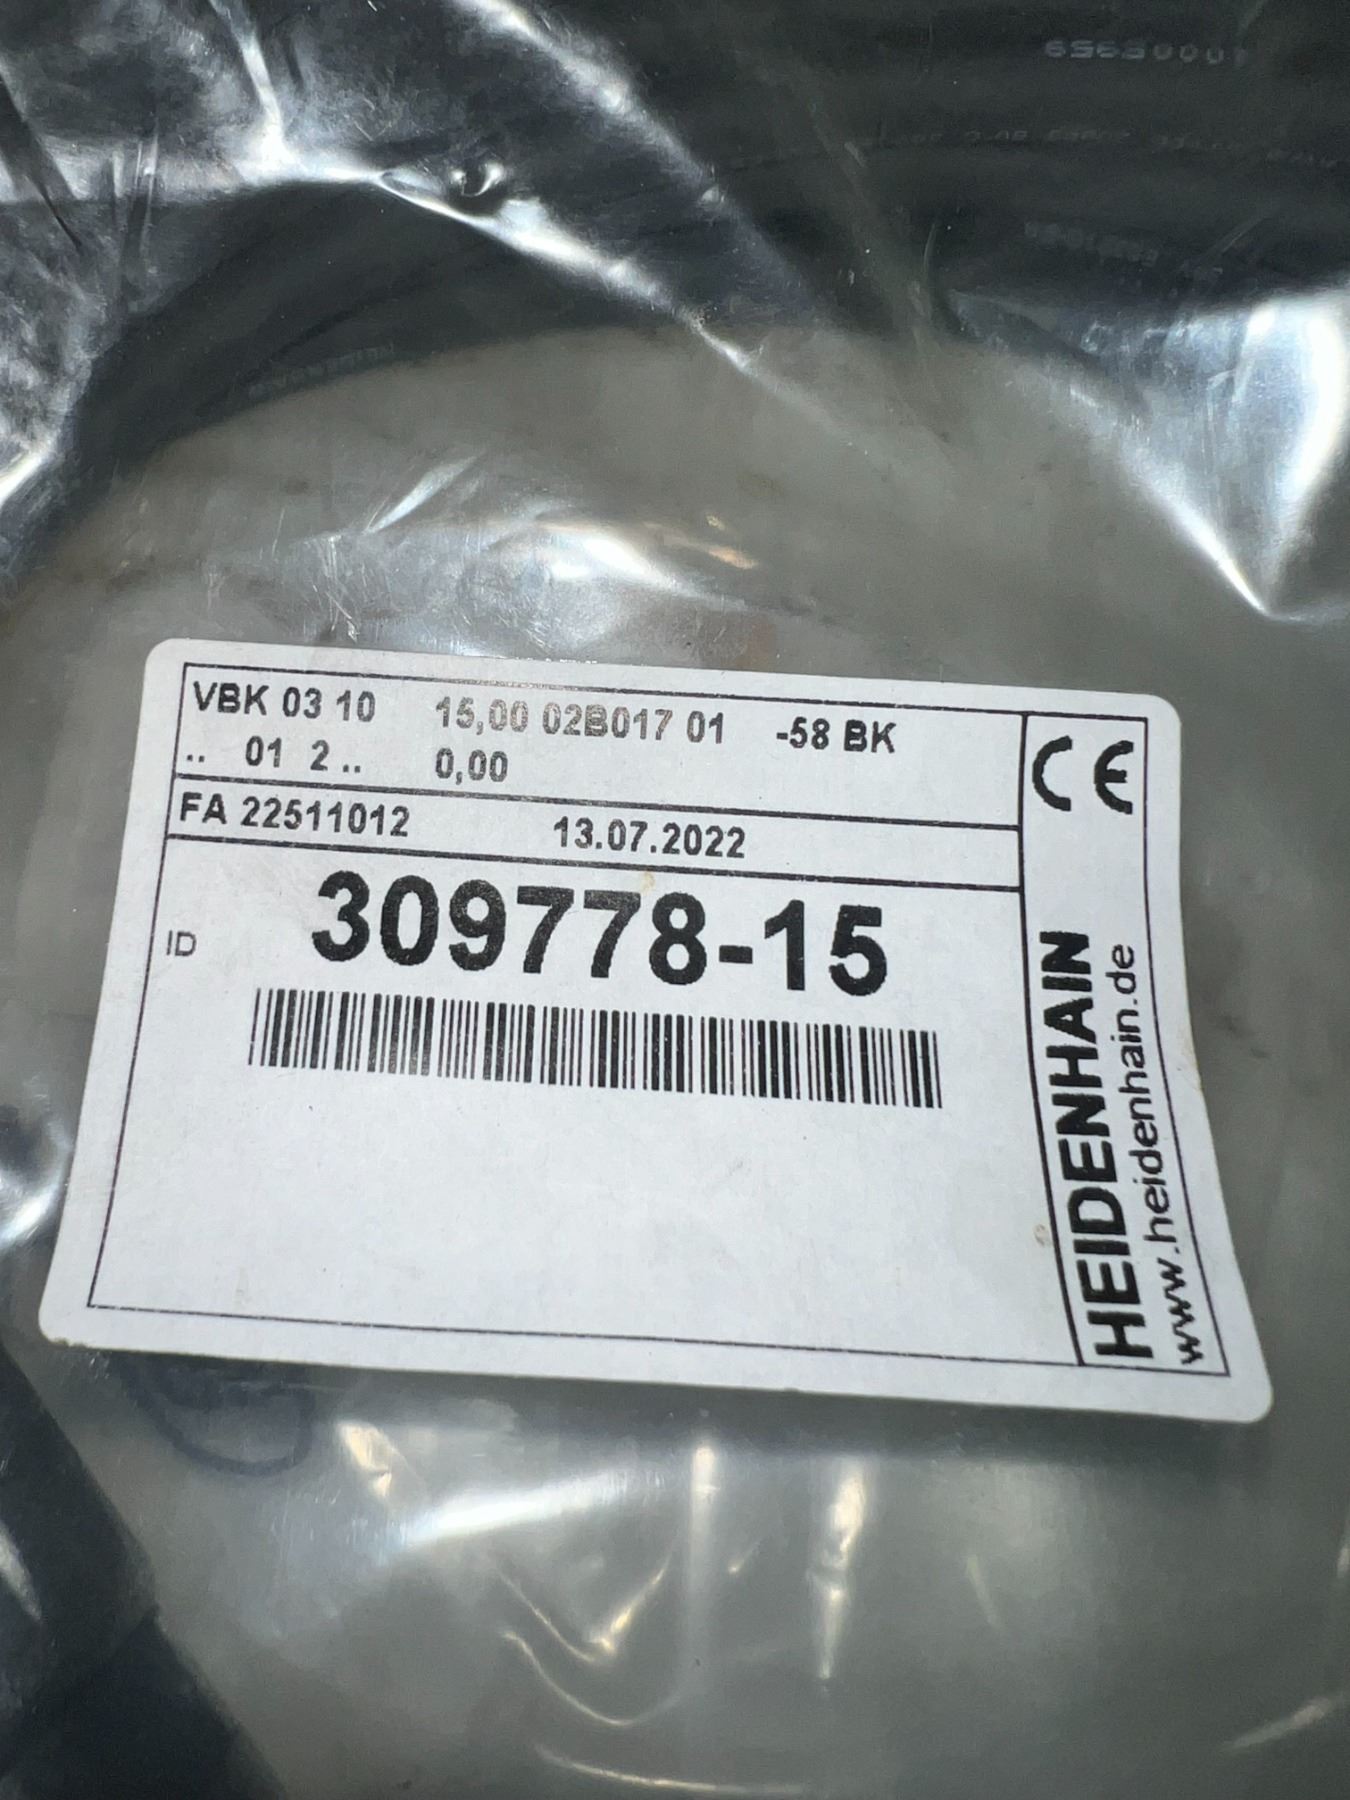 VBK 03 10 15,00 02B017 01 -58 BK
.. 01 2 .. 0,00
FA 22511012 13.07.2022
ID 309778-15
CE
HEIDENHAIN
www.heidenhain.de